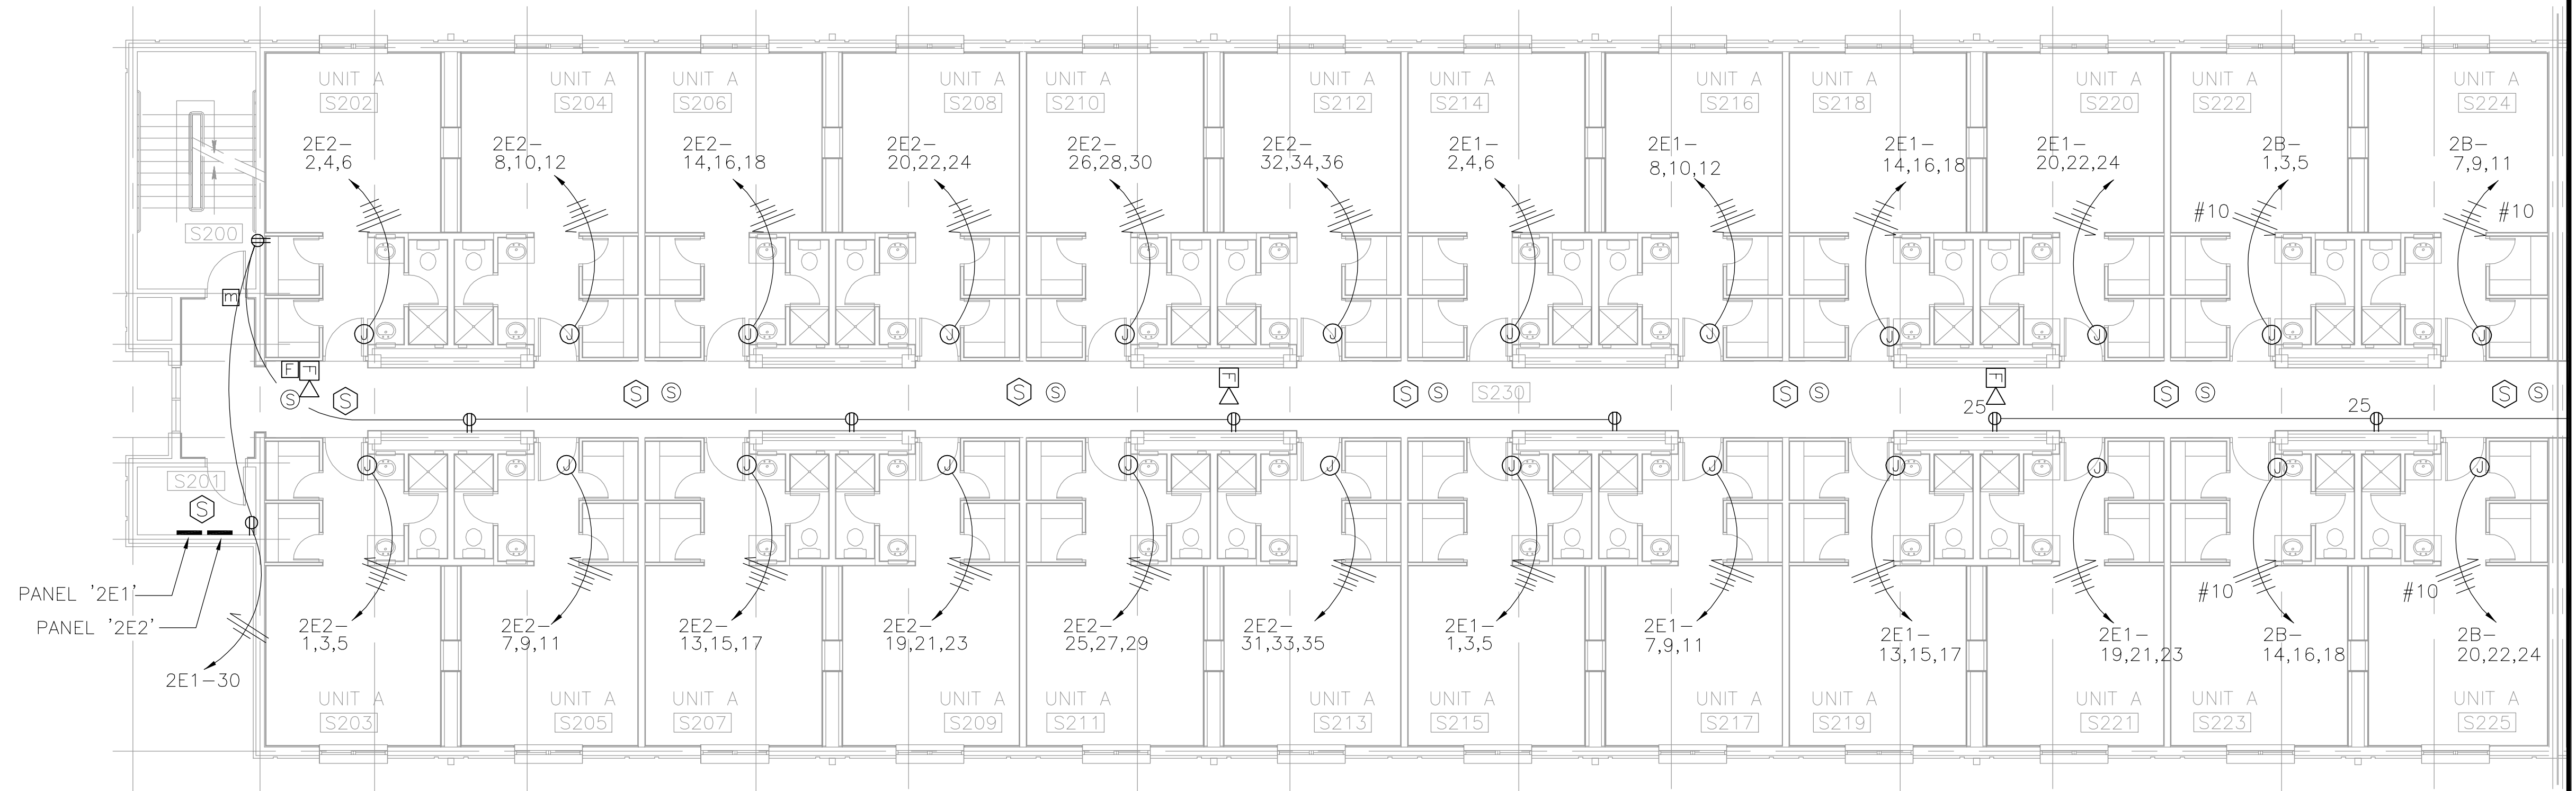 UNIT A
S202
UNIT A
S204
UNIT A
S206
UNIT A
S208
UNIT A
S210
UNIT A
S212
UNIT A
S214
UNIT A
S216
UNIT A
S218
UNIT A
S220
UNIT A
S222
UNIT A
S224
2E2-
2,4,6
2E2-
8,10,12
2E2-
14,16,18
2E2-
20,22,24
2E2-
26,28,30
2E2-
32,34,36
2E1-
2,4,6
2E1-
8,10,12
2E1-
14,16,18
2E1-
20,22,24
2B-
1,3,5
2B-
7,9,11
#10
#10
S200
m
J
J
J
J
J
J
J
J
J
J
J
J
F
F
F
F
S
S
S
S
S
S
S
S
S230
S
S
S
S
S
S
25
25
J
J
J
J
J
J
J
J
J
J
J
J
S201
S
PANEL '2E1'
PANEL '2E2'
2E1-30
#10
#10
2E2-
1,3,5
2E2-
7,9,11
2E2-
13,15,17
2E2-
19,21,23
2E2-
25,27,29
2E2-
31,33,35
2E1-
1,3,5
2E1-
7,9,11
2E1-
13,15,17
2E1-
19,21,23
2B-
14,16,18
2B-
20,22,24
UNIT A
S203
UNIT A
S205
UNIT A
S207
UNIT A
S209
UNIT A
S211
UNIT A
S213
UNIT A
S215
UNIT A
S217
UNIT A
S219
UNIT A
S221
UNIT A
S223
UNIT A
S225